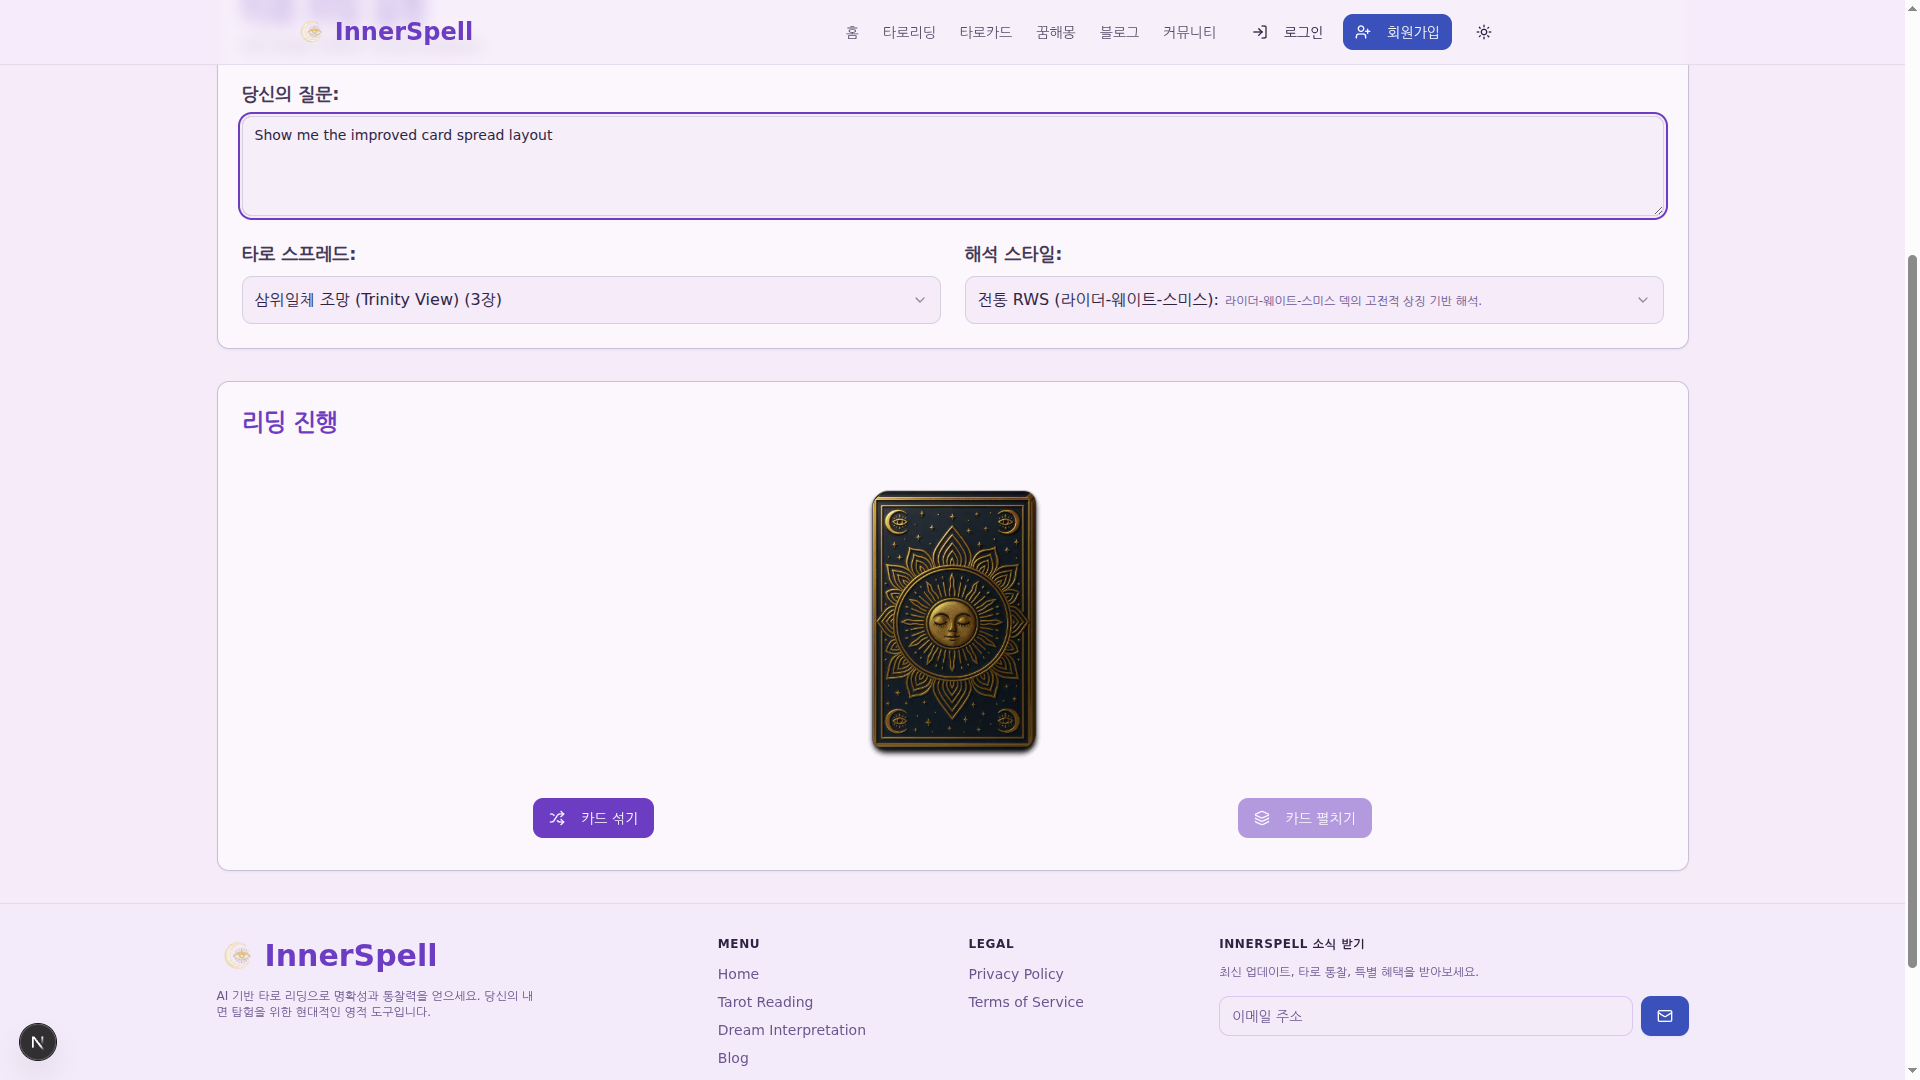 InnerSpell
홈 타로리딩 타로카드 꿈해몽 블로그 커뮤니티 로그인 회원가입
당신의 질문:
Show me the improved card spread layout
타로 스프레드: 해석 스타일:
삼위일체 조망 (Trinity View) (3장) 전통 RWS (라이더-웨이트-스미스): 라이더-웨이트-스미스 덱의 고전적 상징 기반 해석.
리딩 진행
카드 섞기 카드 펼치기
InnerSpell
AI 기반 타로 리딩으로 명확성과 통찰력을 얻으세요. 당신의 내
면 탐험을 위한 현대적인 영적 도구입니다.
MENU
Home
Tarot Reading
Dream Interpretation
Blog
LEGAL
Privacy Policy
Terms of Service
INNERSPELL 소식 받기
최신 업데이트, 타로 통찰, 특별 혜택을 받아보세요.
이메일 주소
N